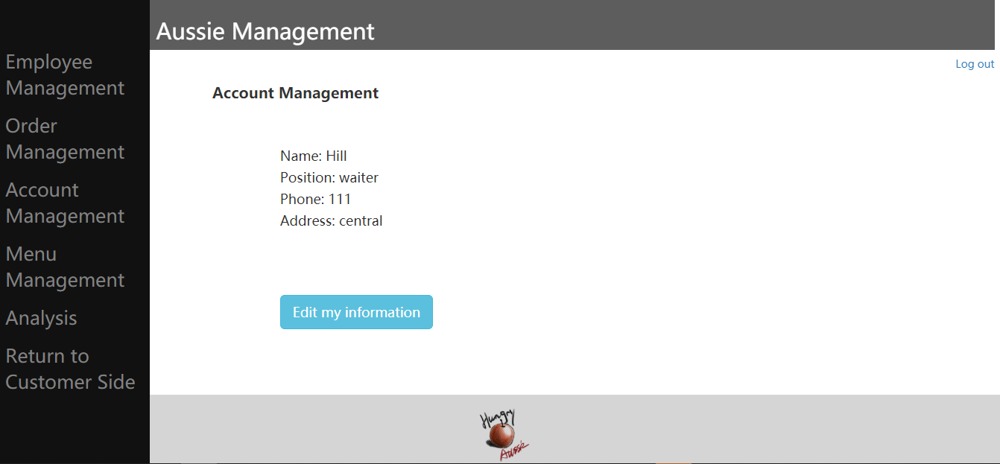 Aussie Management
Log out
Employee
Management
Order
Management
Account
Management
Menu
Management
Analysis
Return to
Customer Side
Account Management
Name: Hill
Position: waiter
Phone: 111
Address: central
Edit my information
Hungry
Aussie